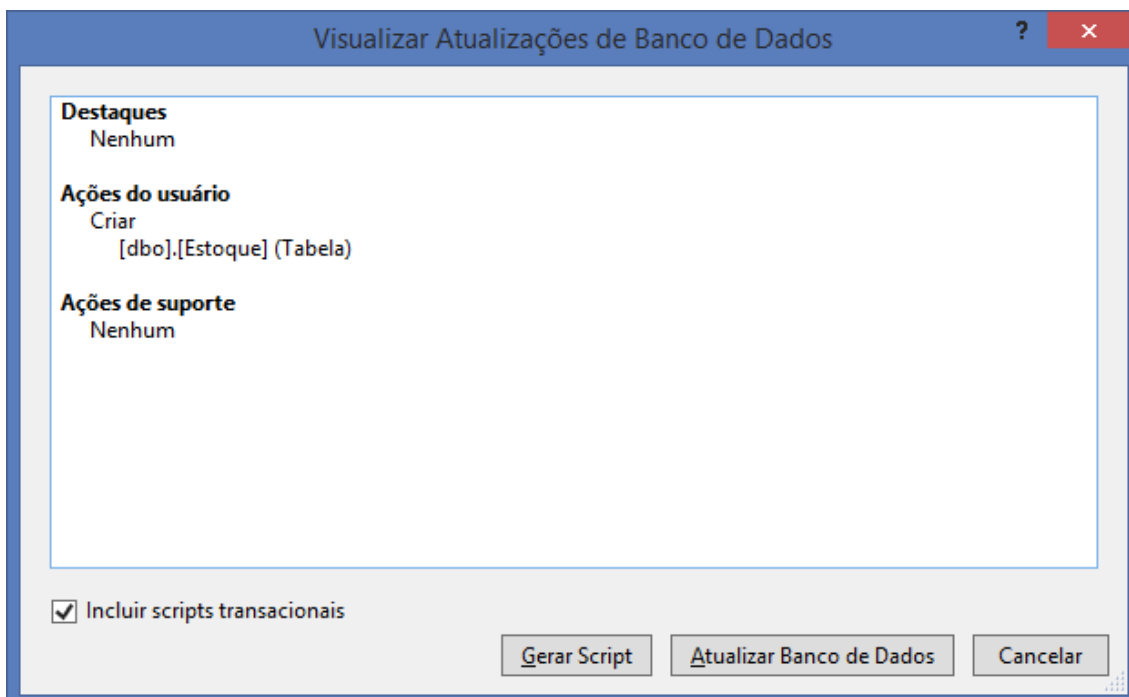 Visualizar Atualizações de Banco de Dados
?
Destaques
Nenhum
Ações do usuário
Criar
[dbo].[Estoque] (Tabela)
Ações de suporte
Nenhum
Incluir scripts transacionais
Gerar Script
Atualizar Banco de Dados
Cancelar